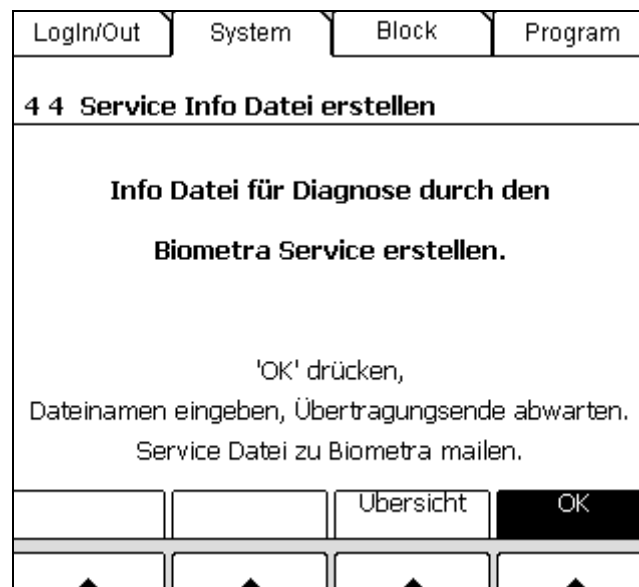 LogIn/Out System Block Program
4 4 Service Info Datei erstellen
Info Datei für Diagnose durch den
Biometra Service erstellen.
'OK' drücken,
Dateinamen eingeben, Übertragungsende abwarten.
Service Datei zu Biometra mailen.
Übersicht OK